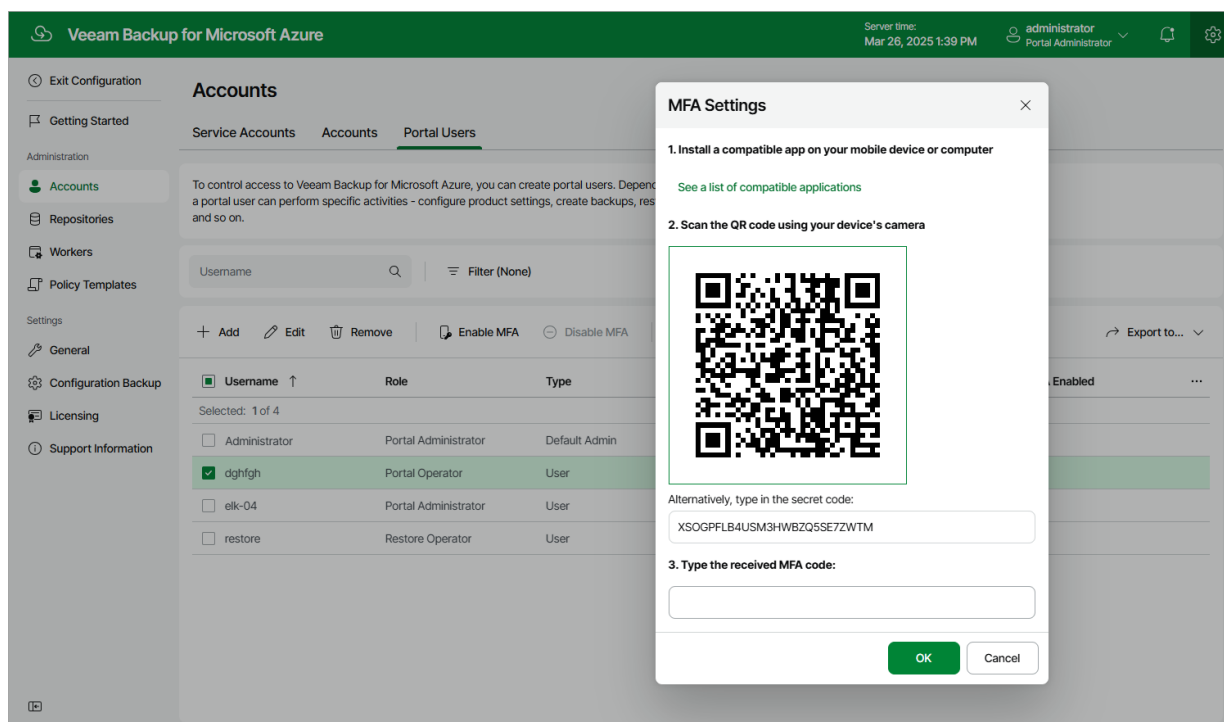 Veeam Backup for Microsoft Azure
Server time:
Mar 26, 2025 1:39 PM
administrator
Portal Administrator
Exit Configuration
Getting Started
Administration
Accounts
Repositories
Workers
Policy Templates
Settings
General
Configuration Backup
Licensing
Support Information
Accounts
Service Accounts Accounts Portal Users
To control access to Veeam Backup for Microsoft Azure, you can create portal users.
a portal user can perform specific activities - configure product settings, create backups,
and so on.
Username
Filter (None)
Add Edit Remove Enable MFA Disable MFA Export to...
Username Role Type Enabled
Selected: 1 of 4
Administrator Portal Administrator Default Admin
dghfgh Portal Operator User
elk-04 Portal Administrator User
restore Restore Operator User
MFA Settings
1. Install a compatible app on your mobile device or computer
See a list of compatible applications
2. Scan the QR code using your device's camera
Alternatively, type in the secret code:
XSOGPFLB4USM3HWBZQ5SE7ZWTM
3. Type the received MFA code:
OK Cancel